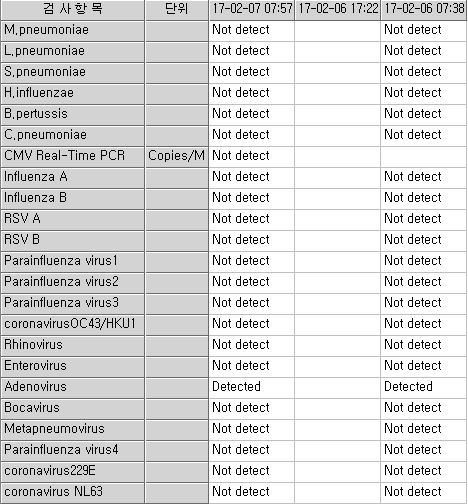 검 사 항 목 단위 17-02-07 07:57 17-02-06 17:22 17-02-06 07:38
M.pneumoniae Not detect Not detect
L.pneumoniae Not detect Not detect
S.pneumoniae Not detect Not detect
H.influenzae Not detect Not detect
B.pertussis Not detect Not detect
C.pneumoniae Not detect Not detect
CMV Real-Time PCR Copies/M Not detect
Influenza A Not detect Not detect
Influenza B Not detect Not detect
RSV A Not detect Not detect
RSV B Not detect Not detect
Parainfluenza virus1 Not detect Not detect
Parainfluenza virus2 Not detect Not detect
Parainfluenza virus3 Not detect Not detect
coronavirusOC43/HKU1 Not detect Not detect
Rhinovirus Not detect Not detect
Enterovirus Not detect Not detect
Adenovirus Detected Detected
Bocavirus Not detect Not detect
Metapneumovirus Not detect Not detect
Parainfluenza virus4 Not detect Not detect
coronavirus229E Not detect Not detect
coronavirus NL63 Not detect Not detect